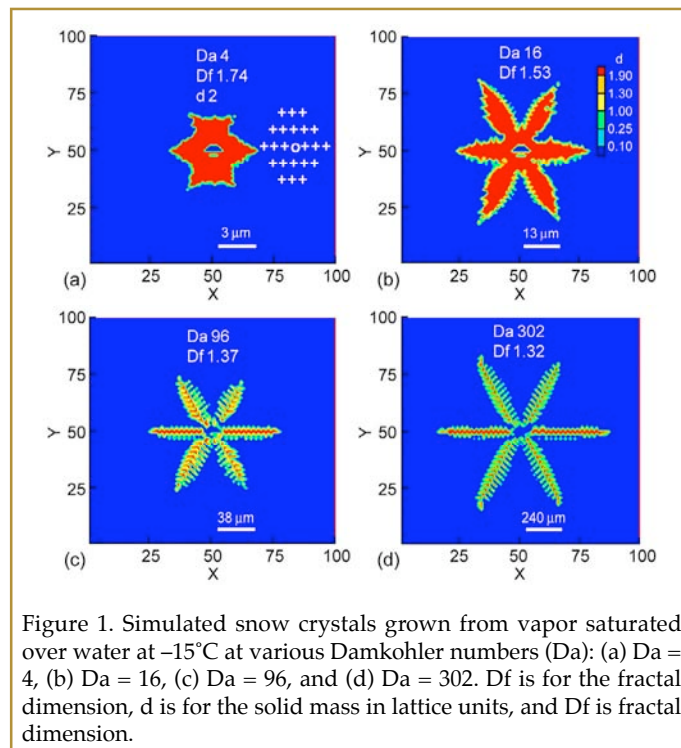 100
Da 4
Df 1.74
d 2
75
Y
50
25
3 μm
(a)
25
50
75
100
X
100
Da 16
Df 1.53
d
1.90
1.30
1.00
0.25
0.10
75
Y
50
25
13 μm
(b)
25
50
75
100
X
100
Da 96
Df 1.37
75
Y
50
25
38 μm
(c)
25
50
75
100
X
100
Da 302
Df 1.32
75
Y
50
25
240 μm
(d)
25
50
75
100
X
Figure 1. Simulated snow crystals grown from vapor saturated
over water at –15˚C at various Damkohler numbers (Da): (a) Da =
4, (b) Da = 16, (c) Da = 96, and (d) Da = 302. Df is for the fractal
dimension, d is for the solid mass in lattice units, and Df is fractal
dimension.